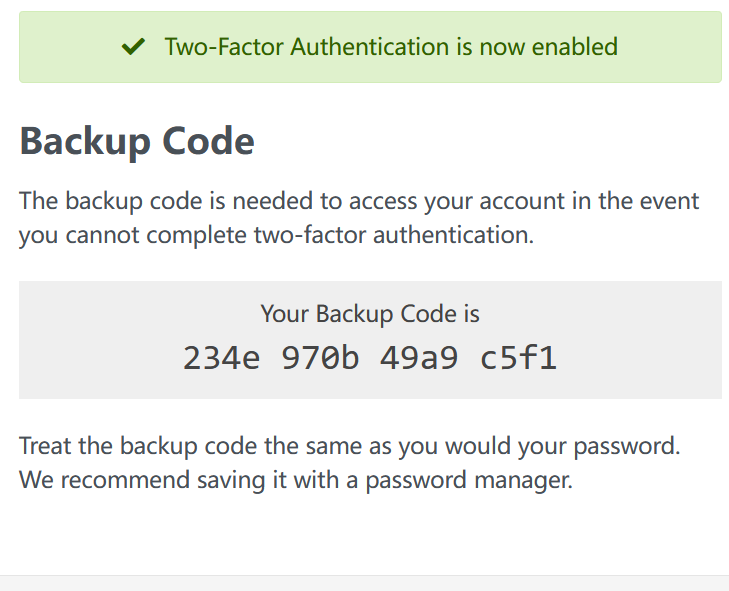 Two-Factor Authentication is now enabled
Backup Code
The backup code is needed to access your account in the event
you cannot complete two-factor authentication.
Your Backup Code is
234e 970b 49a9 c5f1
Treat the backup code the same as you would your password.
We recommend saving it with a password manager.